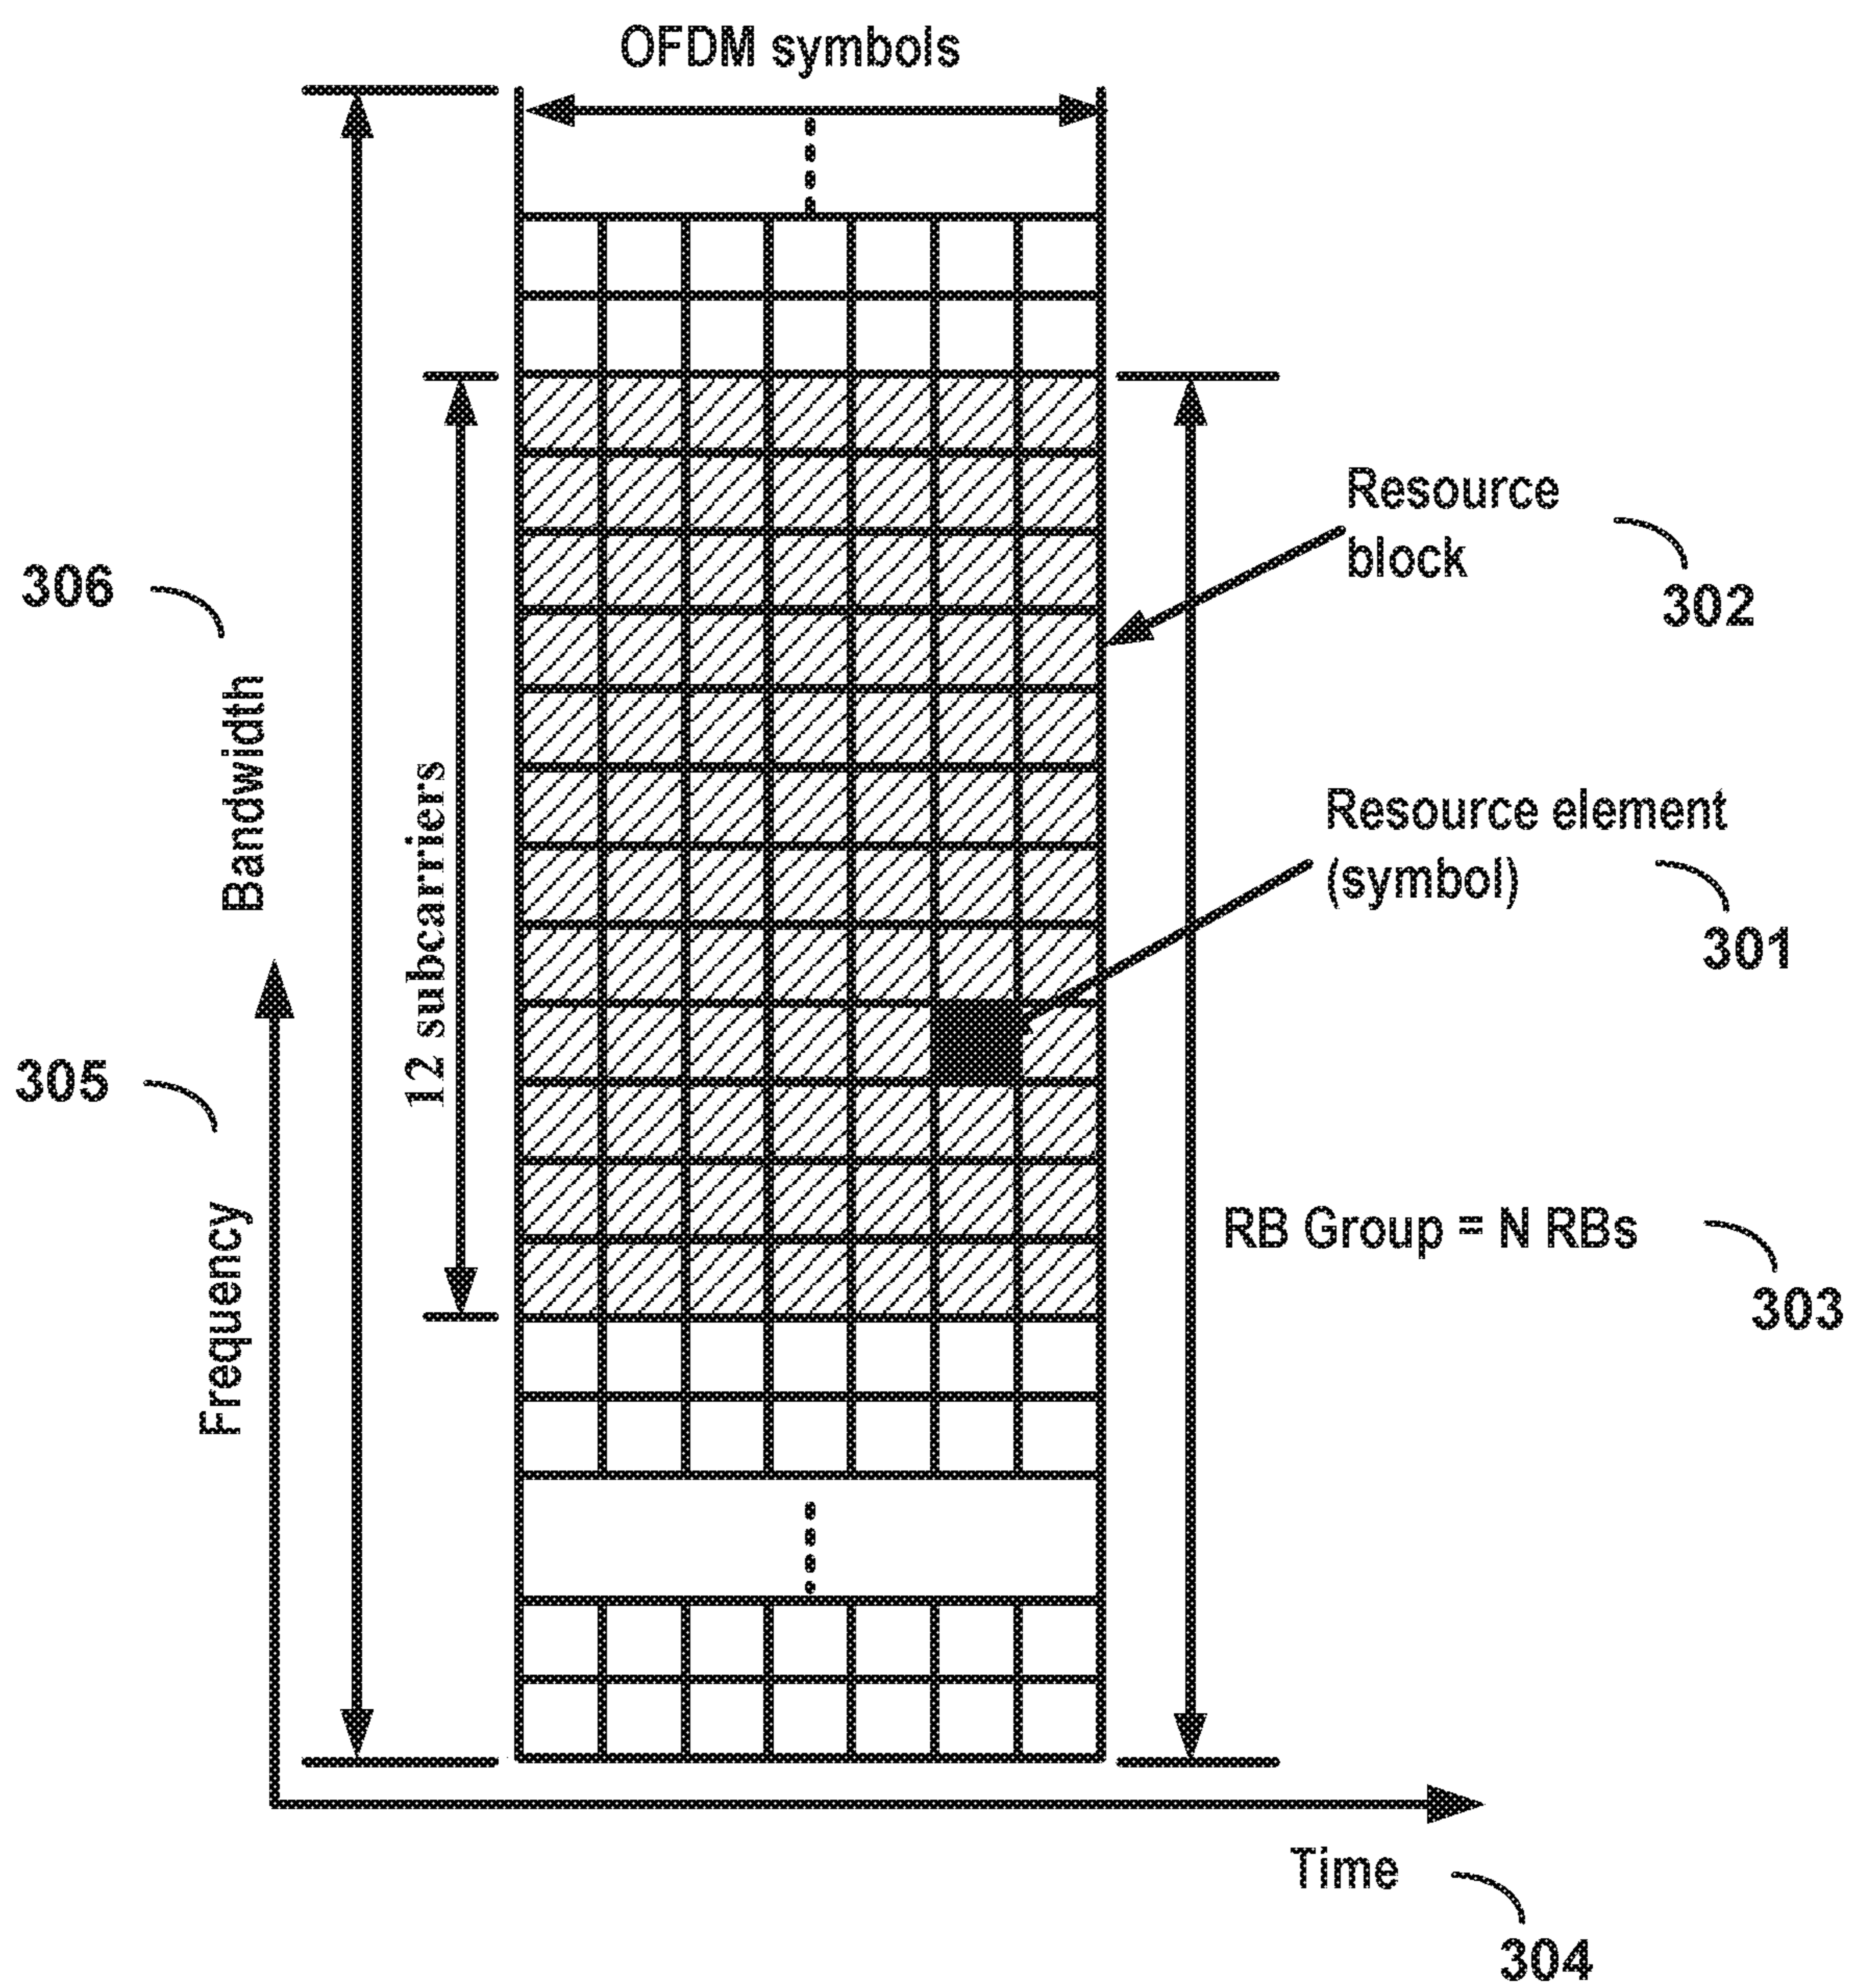 OFDM symbols
Resource
block
302
306
Bandwidth
12 subcarriers
Resource element
(symbol)
301
305
Frequency
RB Group = N RBs
303
Time
304